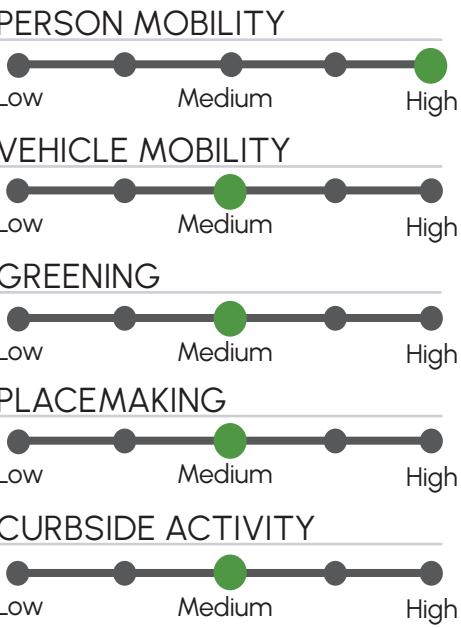 PERSON MOBILITY
Low Medium High
VEHICLE MOBILITY
Low Medium High
GREENING
Low Medium High
PLACEMAKING
Low Medium High
CURBSIDE ACTIVITY
Low Medium High